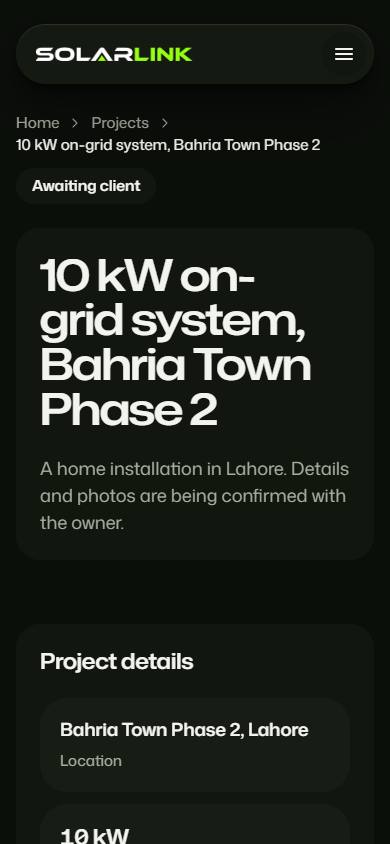 SOLARLINK
Home > Projects >
10 kW on-grid system, Bahria Town Phase 2
Awaiting client
10 kW on-
grid system,
Bahria Town
Phase 2
A home installation in Lahore. Details
and photos are being confirmed with
the owner.
Project details
Bahria Town Phase 2, Lahore
Location
10 kW